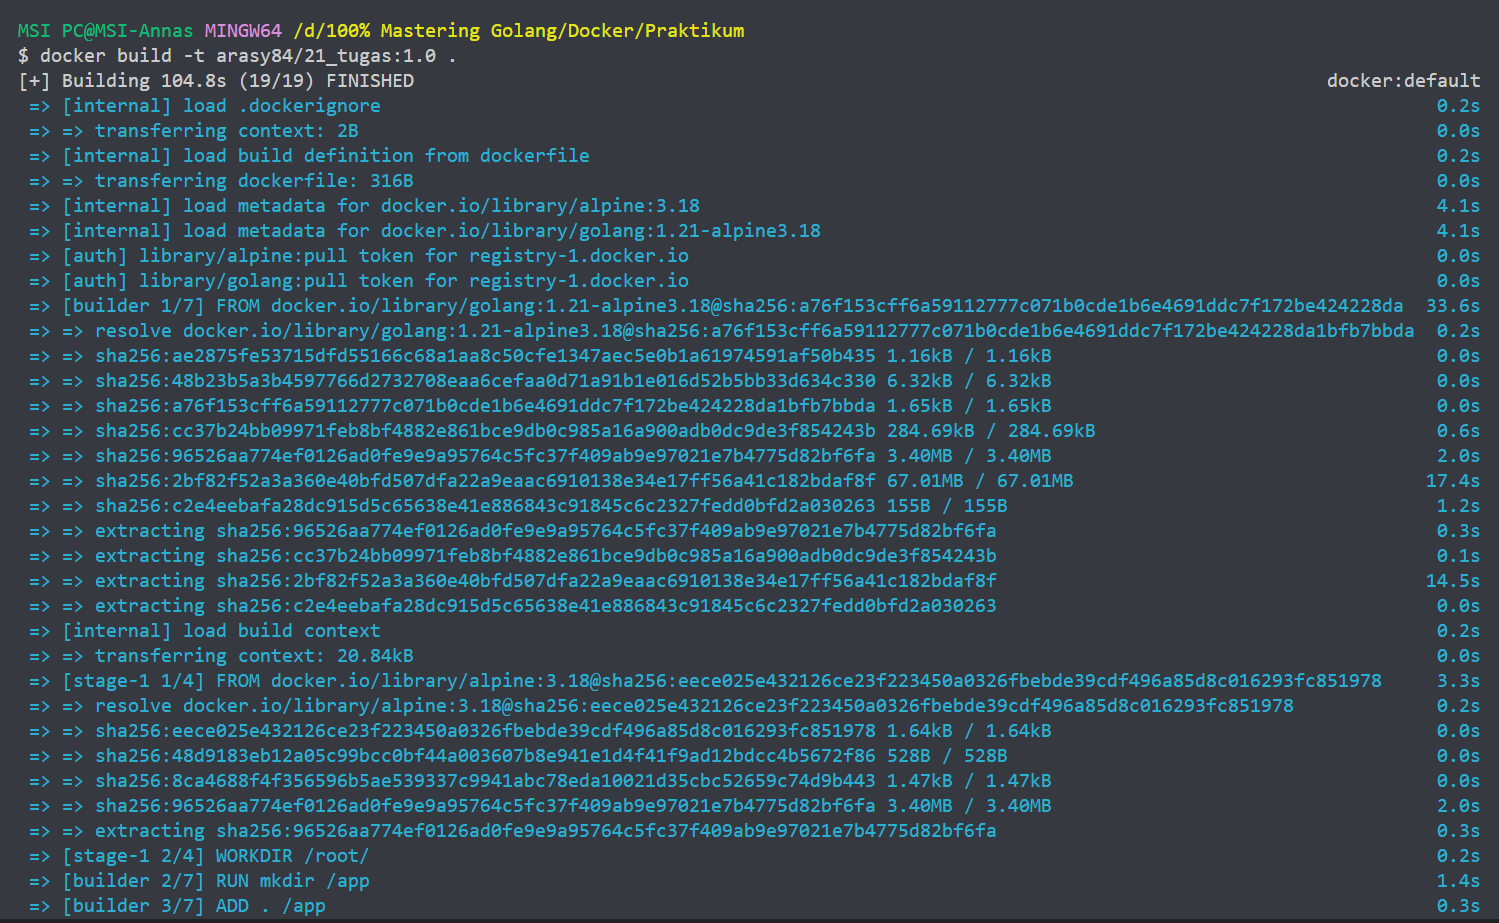 MSI PC@MSI-Annas MINGW64 /d/100% Mastering Golang/Docker/Praktikum
$ docker build -t arasy84/21_tugas:1.0 .
[+] Building 104.8s (19/19) FINISHED docker:default
=> [internal] load .dockerignore 0.2s
=> => transferring context: 2B 0.0s
=> [internal] load build definition from dockerfile 0.2s
=> => transferring dockerfile: 316B 0.0s
=> [internal] load metadata for docker.io/library/alpine:3.18 4.1s
=> [internal] load metadata for docker.io/library/golang:1.21-alpine3.18 4.1s
=> [auth] library/alpine:pull token for registry-1.docker.io 0.0s
=> [auth] library/golang:pull token for registry-1.docker.io 0.0s
=> [builder 1/7] FROM docker.io/library/golang:1.21-alpine3.18@sha256:a76f153cff6a59112777c071b0cde1b6e4691ddc7f172be424228da 33.6s
=> => resolve docker.io/library/golang:1.21-alpine3.18@sha256:a76f153cff6a59112777c071b0cde1b6e4691ddc7f172be424228da1bfb7bbda 0.2s
=> => sha256:ae2875fe53715dfd55166c68a1aa8c50cfe1347aec5e0b1a61974591af50b435 1.16kB / 1.16kB 0.0s
=> => sha256:48b23b5a3b4597766d2732708eaa6cefaa0d71a91b1e016d52b5bb33d634c330 6.32kB / 6.32kB 0.0s
=> => sha256:a76f153cff6a59112777c071b0cde1b6e4691ddc7f172be424228da1bfb7bbda 1.65kB / 1.65kB 0.0s
=> => sha256:cc37b24bb09971feb8bf4882e861bce9db0c985a16a900adb0dc9de3f854243b 284.69kB / 284.69kB 0.6s
=> => sha256:96526aa774ef0126ad0fe9e9a95764c5fc37f409ab9e97021e7b4775d82bf6fa 3.40MB / 3.40MB 2.0s
=> => sha256:2bf82f52a3a360e40bfd507dfa22a9eaac6910138e34e17ff56a41c182bdaf8f 67.01MB / 67.01MB 17.4s
=> => sha256:c2e4eebafa28dc915d5c65638e41e886843c91845c6c2327fedd0bfd2a030263 155B / 155B 1.2s
=> => extracting sha256:96526aa774ef0126ad0fe9e9a95764c5fc37f409ab9e97021e7b4775d82bf6fa 0.3s
=> => extracting sha256:cc37b24bb09971feb8bf4882e861bce9db0c985a16a900adb0dc9de3f854243b 0.1s
=> => extracting sha256:2bf82f52a3a360e40bfd507dfa22a9eaac6910138e34e17ff56a41c182bdaf8f 14.5s
=> => extracting sha256:c2e4eebafa28dc915d5c65638e41e886843c91845c6c2327fedd0bfd2a030263 0.0s
=> [internal] load build context 0.2s
=> => transferring context: 20.84kB 0.0s
=> [stage-1 1/4] FROM docker.io/library/alpine:3.18@sha256:eece025e432126ce23f223450a0326fbebde39cdf496a85d8c016293fc851978 3.3s
=> => resolve docker.io/library/alpine:3.18@sha256:eece025e432126ce23f223450a0326fbebde39cdf496a85d8c016293fc851978 0.2s
=> => sha256:eece025e432126ce23f223450a0326fbebde39cdf496a85d8c016293fc851978 1.64kB / 1.64kB 0.0s
=> => sha256:48d9183eb12a05c99bcc0bf44a003607b8e941e1d4f41f9ad12bdcc4b5672f86 528B / 528B 0.0s
=> => sha256:8ca4688f4f356596b5ae539337c9941abc78eda10021d35cbc52659c74d9b443 1.47kB / 1.47kB 0.0s
=> => sha256:96526aa774ef0126ad0fe9e9a95764c5fc37f409ab9e97021e7b4775d82bf6fa 3.40MB / 3.40MB 2.0s
=> => extracting sha256:96526aa774ef0126ad0fe9e9a95764c5fc37f409ab9e97021e7b4775d82bf6fa 0.3s
=> [stage-1 2/4] WORKDIR /root/ 0.2s
=> [builder 2/7] RUN mkdir /app 1.4s
=> [builder 3/7] ADD . /app 0.3s